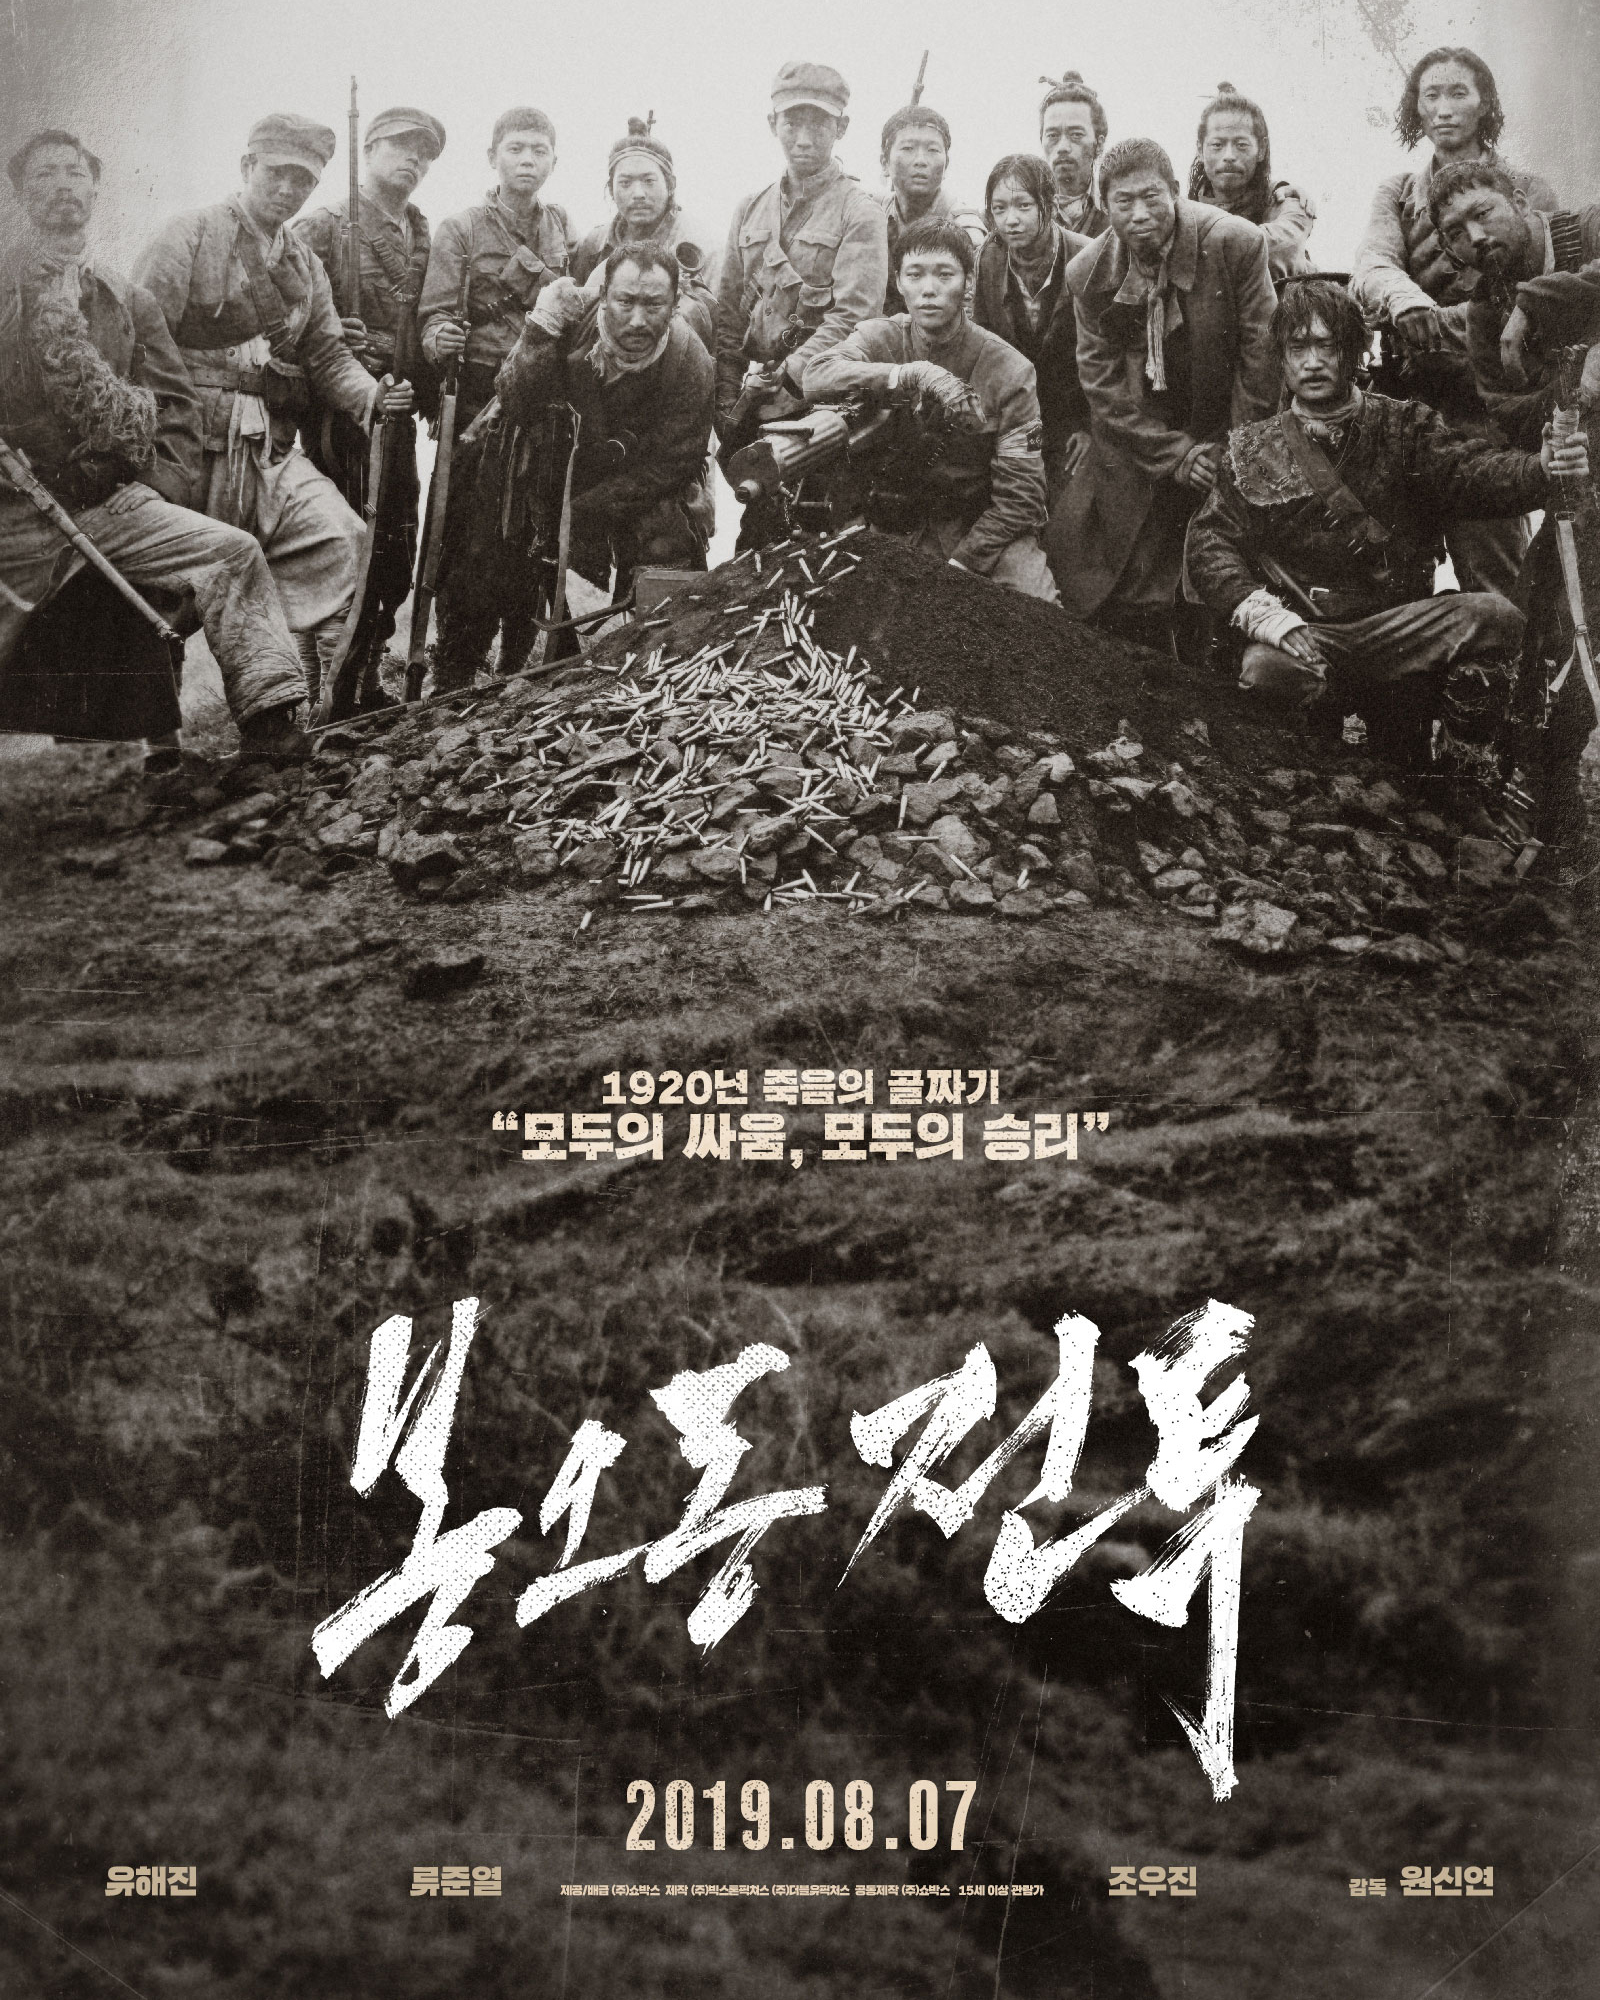 1920년 죽음의 골짜기
“모두의 싸움, 모두의 승리”
봉오동 전투
2019.08.07
유해진 류준열 제공/배급 (주)쇼박스 제작 (주)빅스톤픽쳐스 (주)더블유픽처스 공동제작 (주)쇼박스 15세 이상 관람가 조우진 감독 원신연